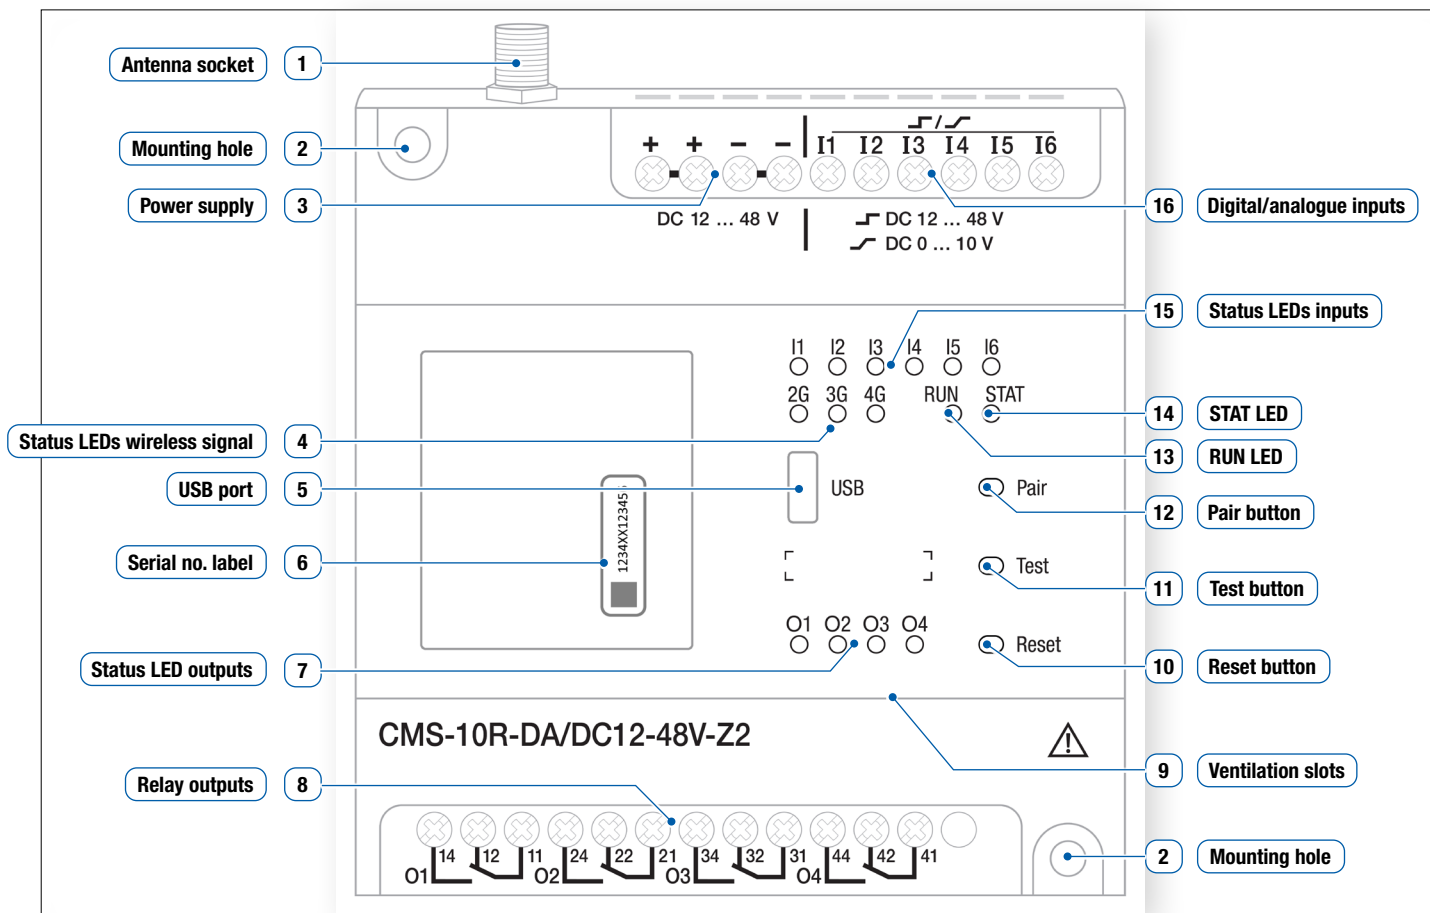 Antenna socket 1
Mounting hole 2
Power supply 3
+ + − − I1 I2 I3 I4 I5 I6
/
DC 12 ... 48 V
DC 12 ... 48 V
DC 0 ... 10 V
16 Digital/analogue inputs
15 Status LEDs inputs
I1 I2 I3 I4 I5 I6
2G 3G 4G RUN STAT
14 STAT LED
Status LEDs wireless signal 4
13 RUN LED
USB port 5
USB
Pair
12 Pair button
1234XX123456
Serial no. label 6
Test
11 Test button
O1 O2 O3 O4
Reset
Status LED outputs 7
10 Reset button
CMS-10R-DA/DC12-48V-Z2
9 Ventilation slots
Relay outputs 8
14 12 11 24 22 21 34 32 31 44 42 41
O1 O2 O3 O4
2 Mounting hole